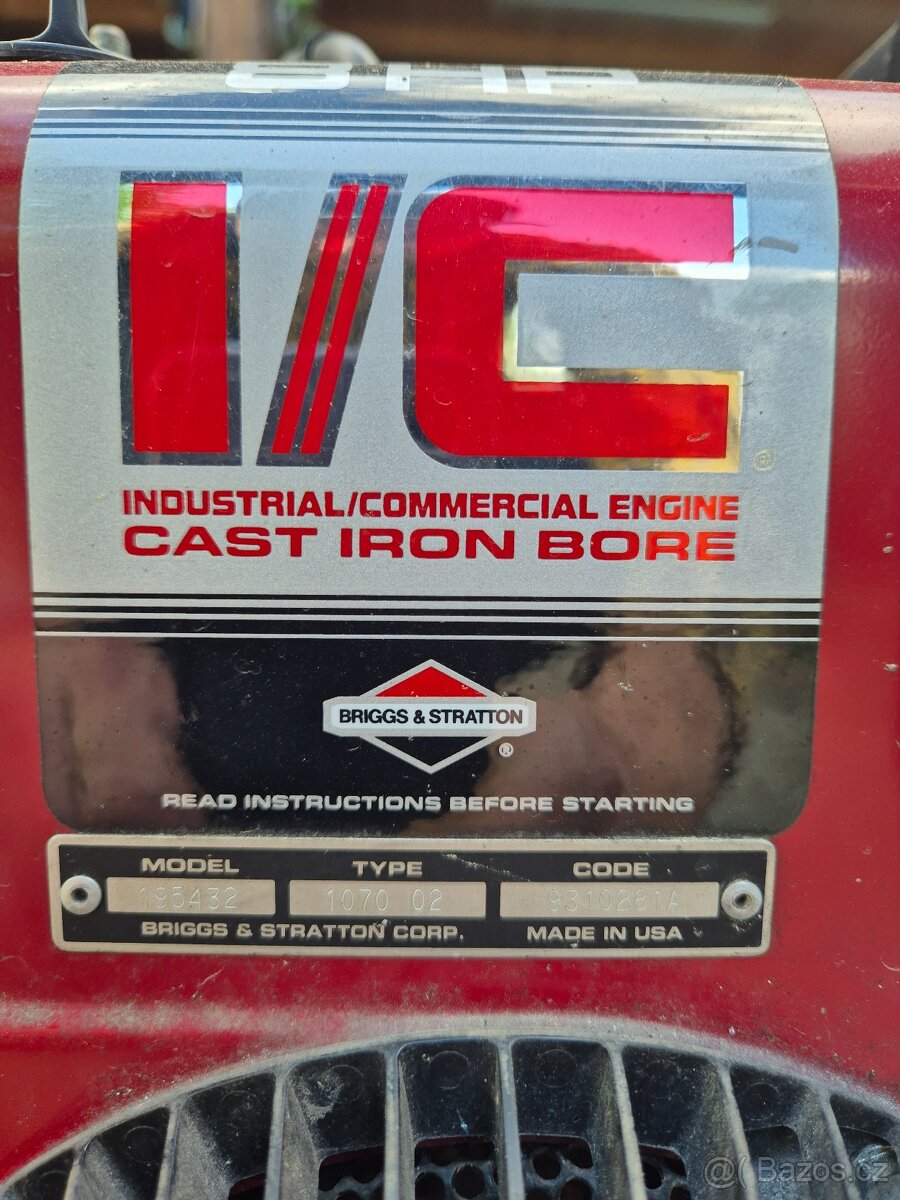 8HP
I/C
®
INDUSTRIAL/COMMERCIAL ENGINE
CAST IRON BORE
BRIGGS & STRATTON
®
READ INSTRUCTIONS BEFORE STARTING
MODEL TYPE CODE
195432 1070 02 9310281A
BRIGGS & STRATTON CORP. MADE IN USA
@( Bazos.cz